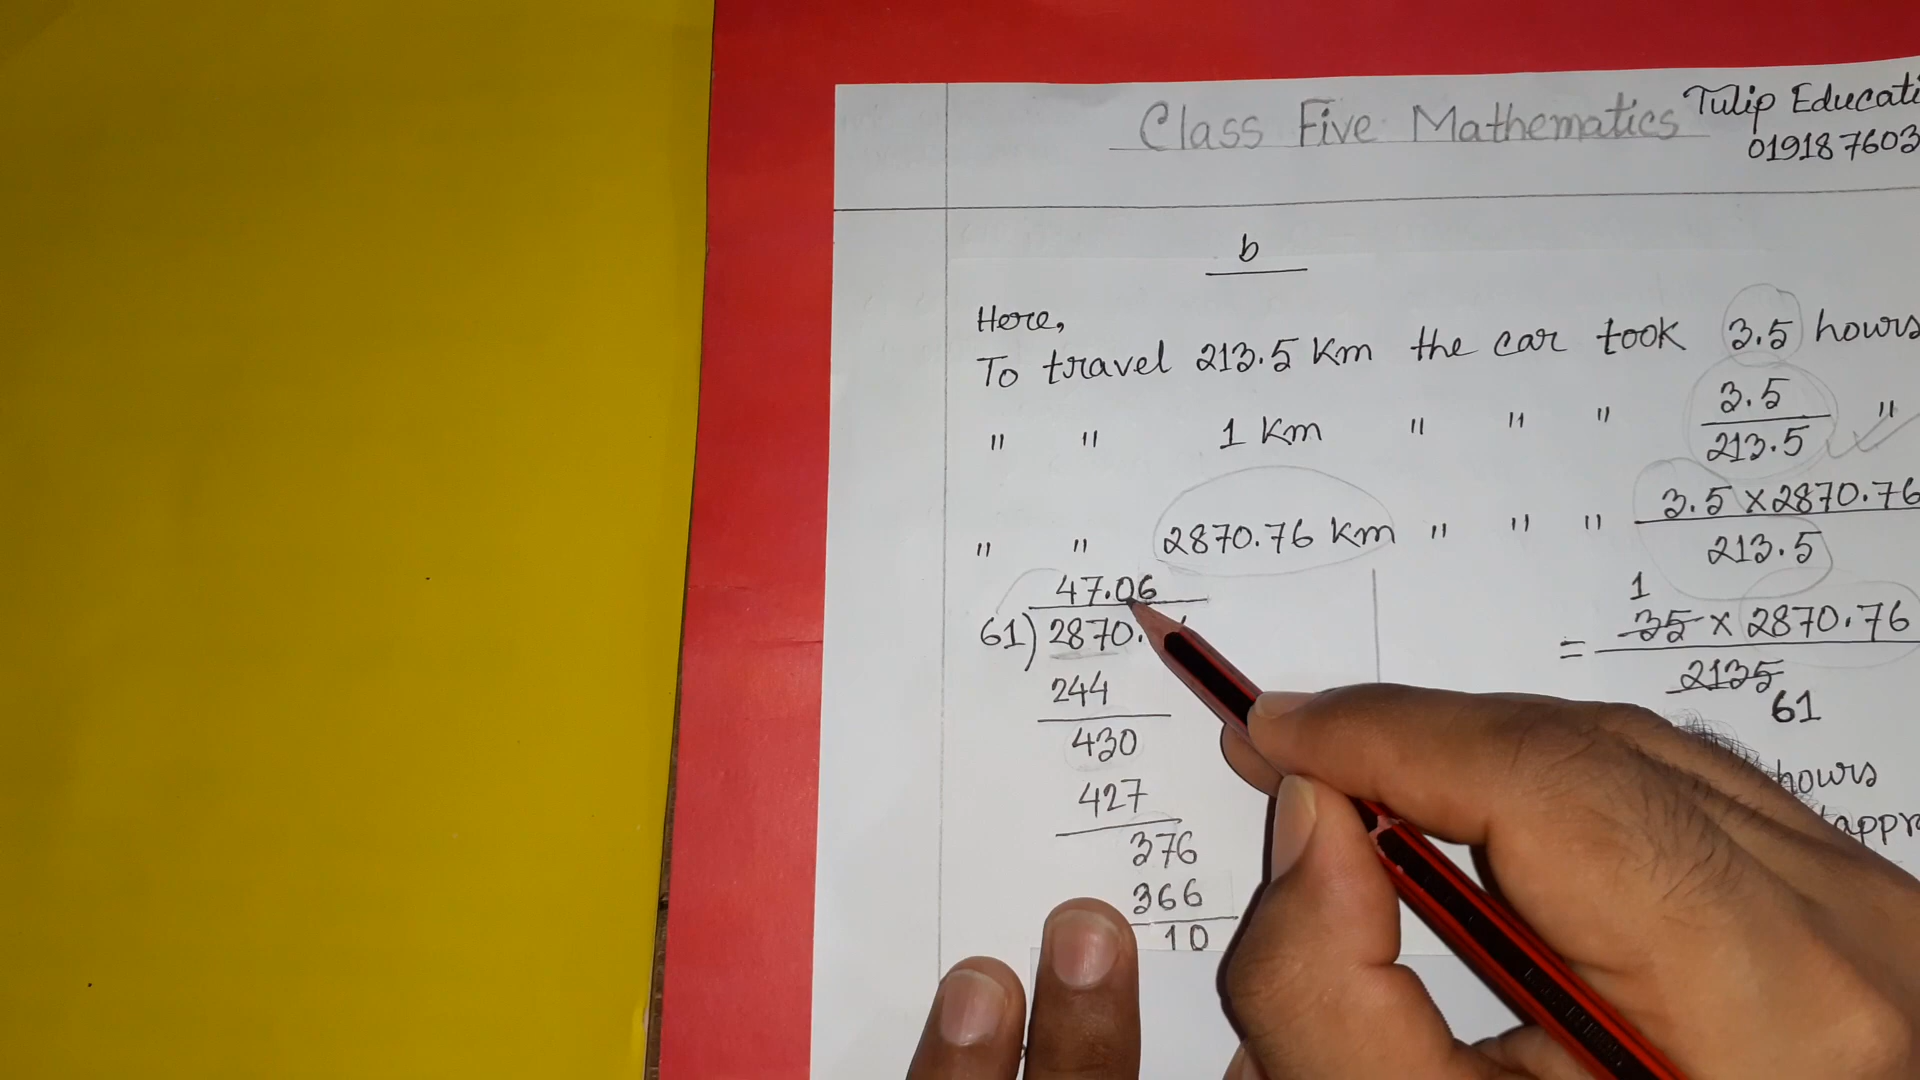 Class Five Mathematics
Tulip Educati
01918 7603
b
Here,
To travel 213.5 km the car took 3.5 hours
" " 1 km " " " 3.5 "
213.5
" " 2870.76 km " " " 3.5 x 2870.76
213.5
47.06
61) 2870.
244
430
427
376
366
10
1
= 35 x 2870.76
2135
61
hours
appr